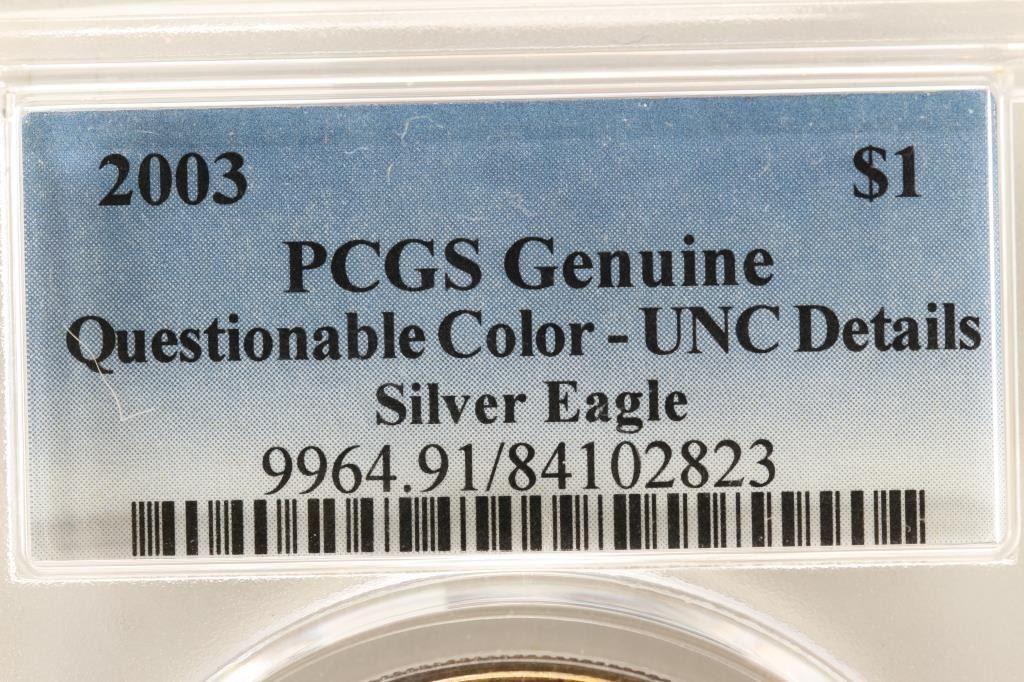 2003 $1
PCGS Genuine
Questionable Color - UNC Details
Silver Eagle
9964.91/84102823